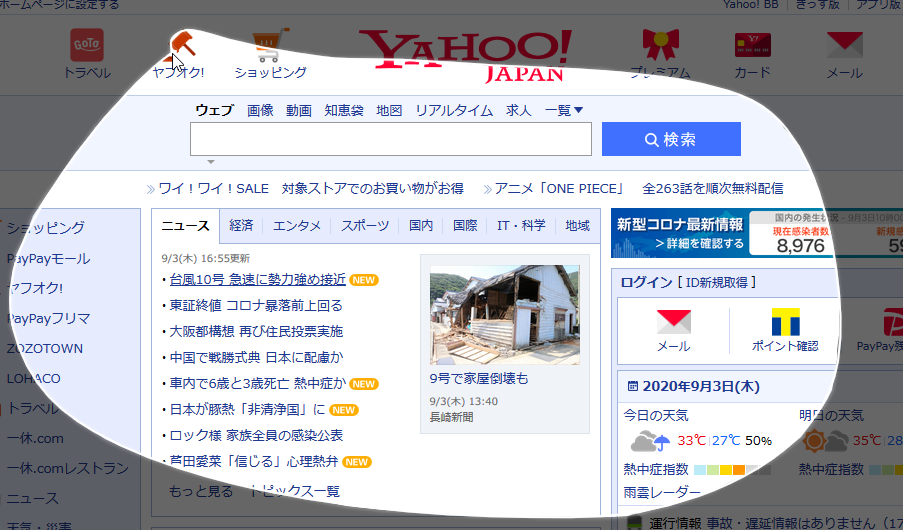 ホームページに設定する
Yahoo! BB
きっず版
アプリ版
GOTO
トラベル
ヤフオク!
ショッピング
YAHOO!
JAPAN
プレミアム
カード
メール
ウェブ 画像 動画 知恵袋 地図 リアルタイム 求人 一覧▼
検索
ワイ!ワイ!SALE 対象ストアでのお買い物がお得
アニメ「ONE PIECE」 全263話を順次無料配信
ショッピング
PayPayモール
ヤフオク!
PayPayフリマ
ZOZOTOWN
LOHACO
トラベル
一休.com
一休.comレストラン
ニュース
天気・災害
ニュース 経済 エンタメ スポーツ 国内 国際 IT・科学 地域
9/3(木) 16:55更新
・台風10号 急速に勢力強め接近 NEW
・東証終値 コロナ暴落前上回る
・大阪都構想 再び住民投票実施
・中国で戦勝式典 日本に配慮か
・車内で6歳と3歳死亡 熱中症か NEW
・日本が豚熱「非清浄国」に NEW
・ロック様 家族全員の感染公表
・芦田愛菜「信じる」心理熱弁 NEW
もっと見る
トピックス一覧
9号で家屋倒壊も
9/3(木) 13:40
長崎新聞
新型コロナ最新情報
>詳細を確認する
国内の発生状況 - 9月3日10時00
現在感染者数
新規感
8,976
59
ログイン [ ID新規取得 ]
メール
ポイント確認
PayPay残
2020年9月3日(木)
今日の天気
33℃ 27℃ 50%
熱中症指数
明日の天気
35℃ 28
熱中症指数
雨雲レーダー
運行情報 事故・遅延情報はありません